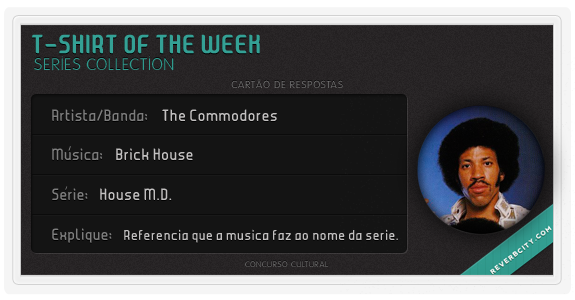 T-SHIRT OF THE WEEK
SERIES COLLECTION
CARTÃO DE RESPOSTAS
Artista/Banda: The Commodores
Música: Brick House
Série: House M.D.
Explique: Referencia que a musica faz ao nome da serie.
REVERBCITY.COM
CONCURSO CULTURAL